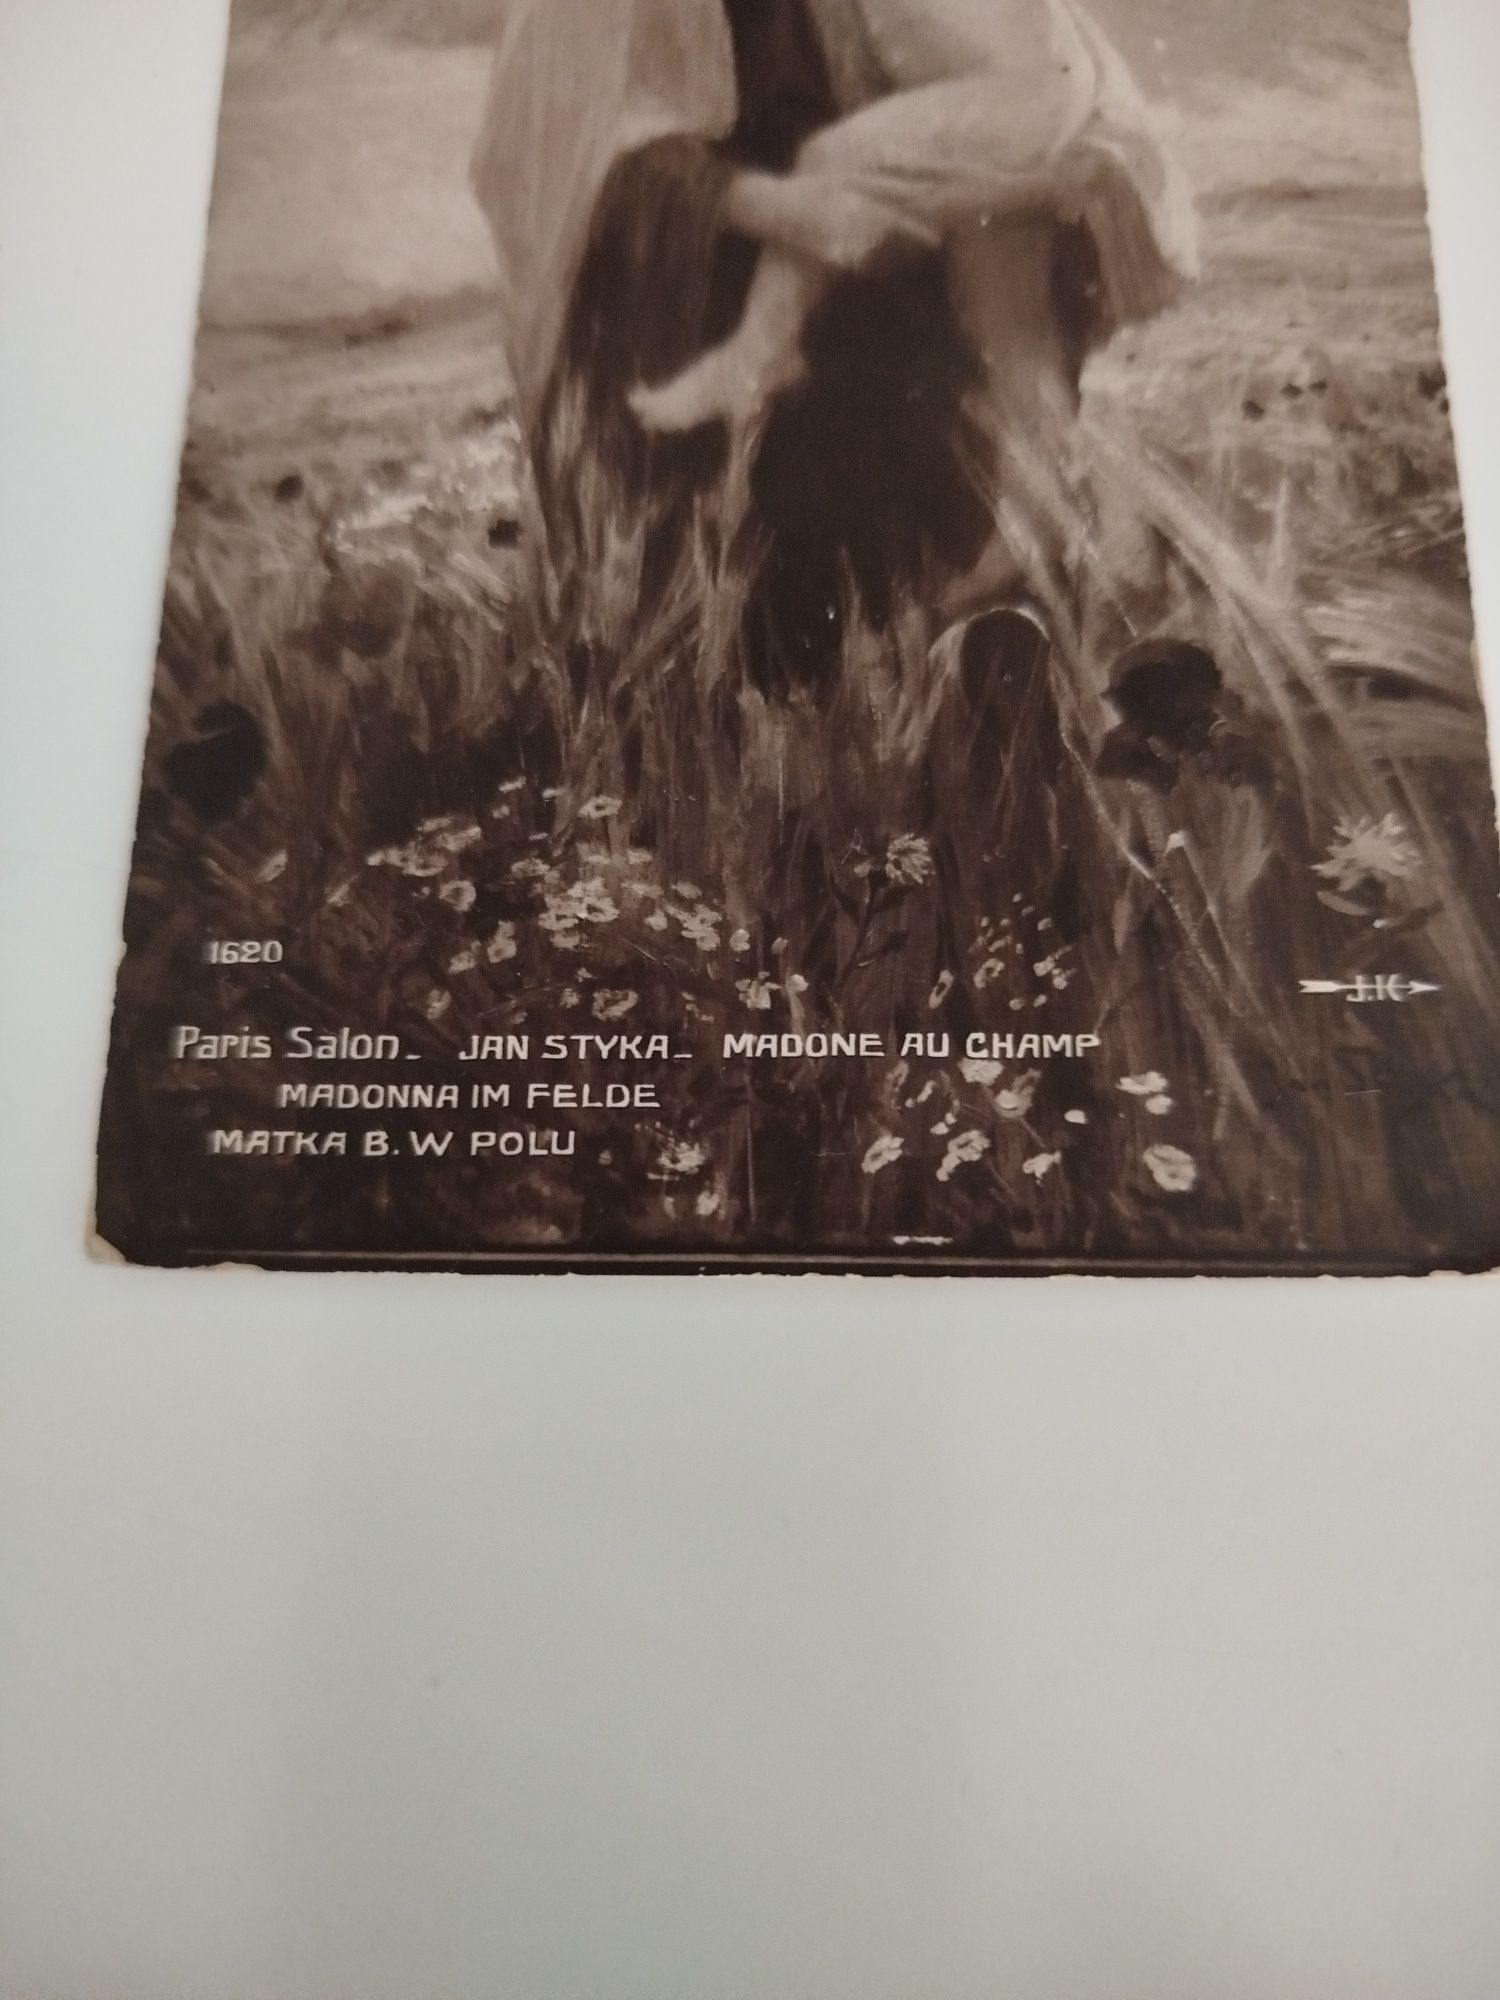 1620
J.K
Paris Salon_ JAN STYKA_ MADONE AU CHAMP
MADONNA IM FELDE
MATKA B. W POLU